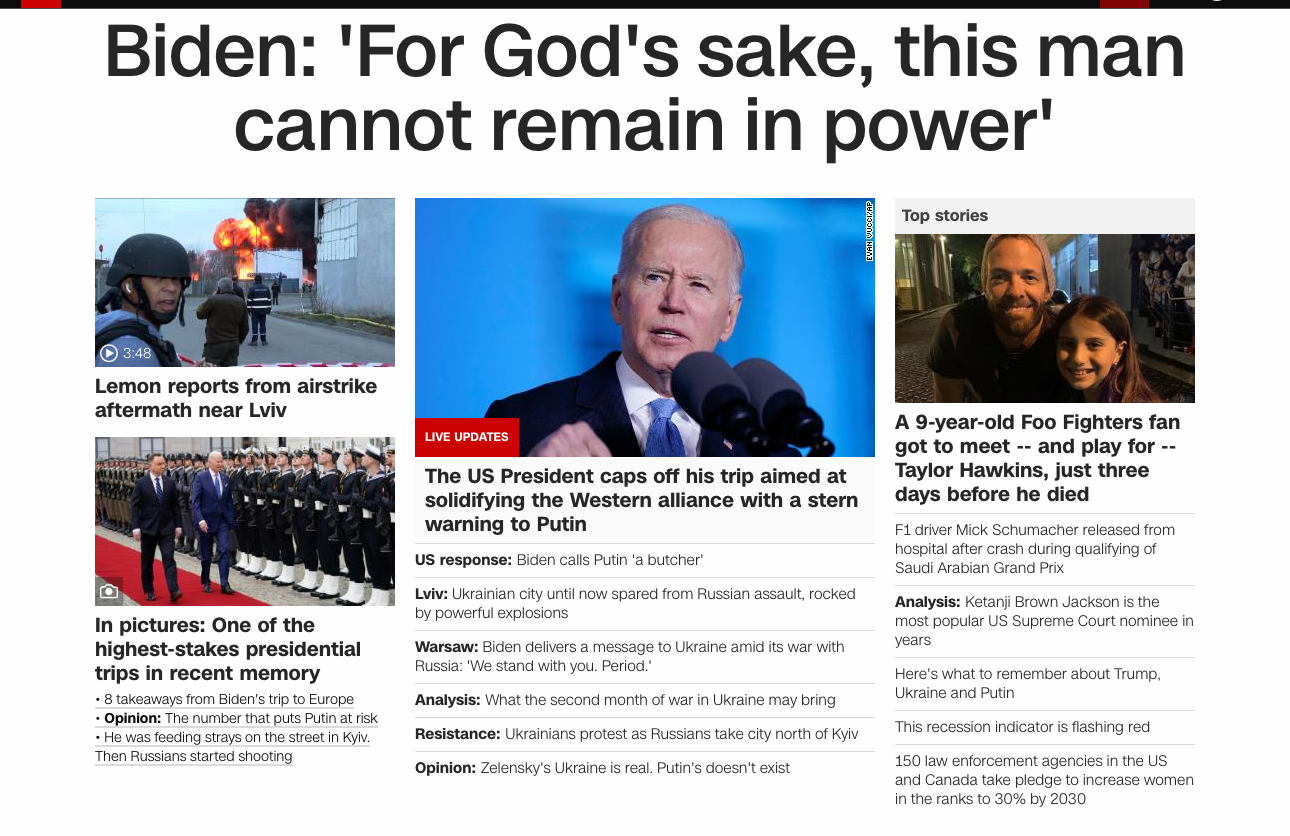 Biden: 'For God's sake, this man
cannot remain in power'
3:48
Lemon reports from airstrike
aftermath near Lviv
In pictures: One of the
highest-stakes presidential
trips in recent memory
• 8 takeaways from Biden's trip to Europe
• Opinion: The number that puts Putin at risk
• He was feeding strays on the street in Kyiv.
Then Russians started shooting
EVAN VUCCI/AP
LIVE UPDATES
The US President caps off his trip aimed at
solidifying the Western alliance with a stern
warning to Putin
US response: Biden calls Putin 'a butcher'
Lviv: Ukrainian city until now spared from Russian assault, rocked
by powerful explosions
Warsaw: Biden delivers a message to Ukraine amid its war with
Russia: 'We stand with you. Period.'
Analysis: What the second month of war in Ukraine may bring
Resistance: Ukrainians protest as Russians take city north of Kyiv
Opinion: Zelensky's Ukraine is real. Putin's doesn't exist
Top stories
A 9-year-old Foo Fighters fan
got to meet -- and play for --
Taylor Hawkins, just three
days before he died
F1 driver Mick Schumacher released from
hospital after crash during qualifying of
Saudi Arabian Grand Prix
Analysis: Ketanji Brown Jackson is the
most popular US Supreme Court nominee in
years
Here's what to remember about Trump,
Ukraine and Putin
This recession indicator is flashing red
150 law enforcement agencies in the US
and Canada take pledge to increase women
in the ranks to 30% by 2030